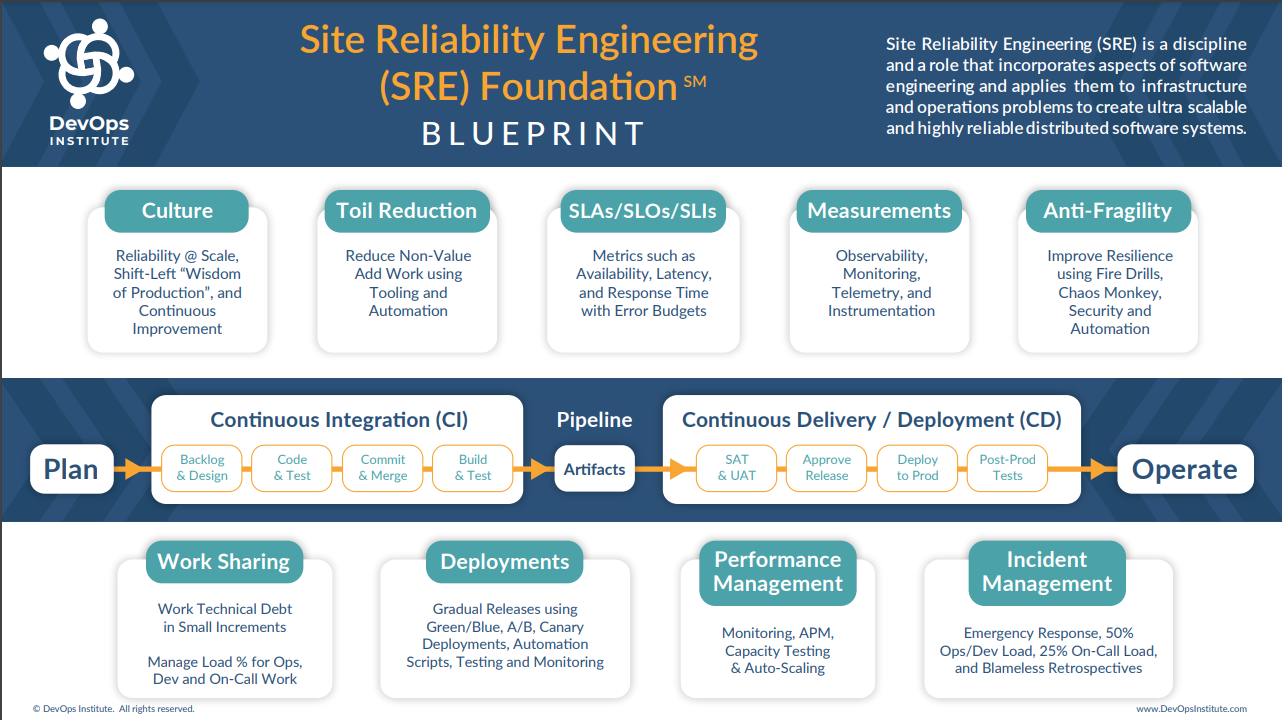 DevOps
INSTITUTE
Site Reliability Engineering
(SRE) Foundation SM
BLUEPRINT
Site Reliability Engineering (SRE) is a discipline
and a role that incorporates aspects of software
engineering and applies them to infrastructure
and operations problems to create ultra scalable
and highly reliable distributed software systems.
Culture
Reliability @ Scale,
Shift-Left “Wisdom
of Production”, and
Continuous
Improvement
Toil Reduction
Reduce Non-Value
Add Work using
Tooling and
Automation
SLAs/SLOs/SLIs
Metrics such as
Availability, Latency,
and Response Time
with Error Budgets
Measurements
Observability,
Monitoring,
Telemetry, and
Instrumentation
Anti-Fragility
Improve Resilience
using Fire Drills,
Chaos Monkey,
Security and
Automation
Plan
Continuous Integration (CI)
Backlog
& Design
Code
& Test
Commit
& Merge
Build
& Test
Pipeline
Artifacts
Continuous Delivery / Deployment (CD)
SAT
& UAT
Approve
Release
Deploy
to Prod
Post-Prod
Tests
Operate
Work Sharing
Work Technical Debt
in Small Increments
Manage Load % for Ops,
Dev and On-Call Work
Deployments
Gradual Releases using
Green/Blue, A/B, Canary
Deployments, Automation
Scripts, Testing and Monitoring
Performance
Management
Monitoring, APM,
Capacity Testing
& Auto-Scaling
Incident
Management
Emergency Response, 50%
Ops/Dev Load, 25% On-Call Load,
and Blameless Retrospectives
© DevOps Institute. All rights reserved.
www.DevOpsInstitute.com